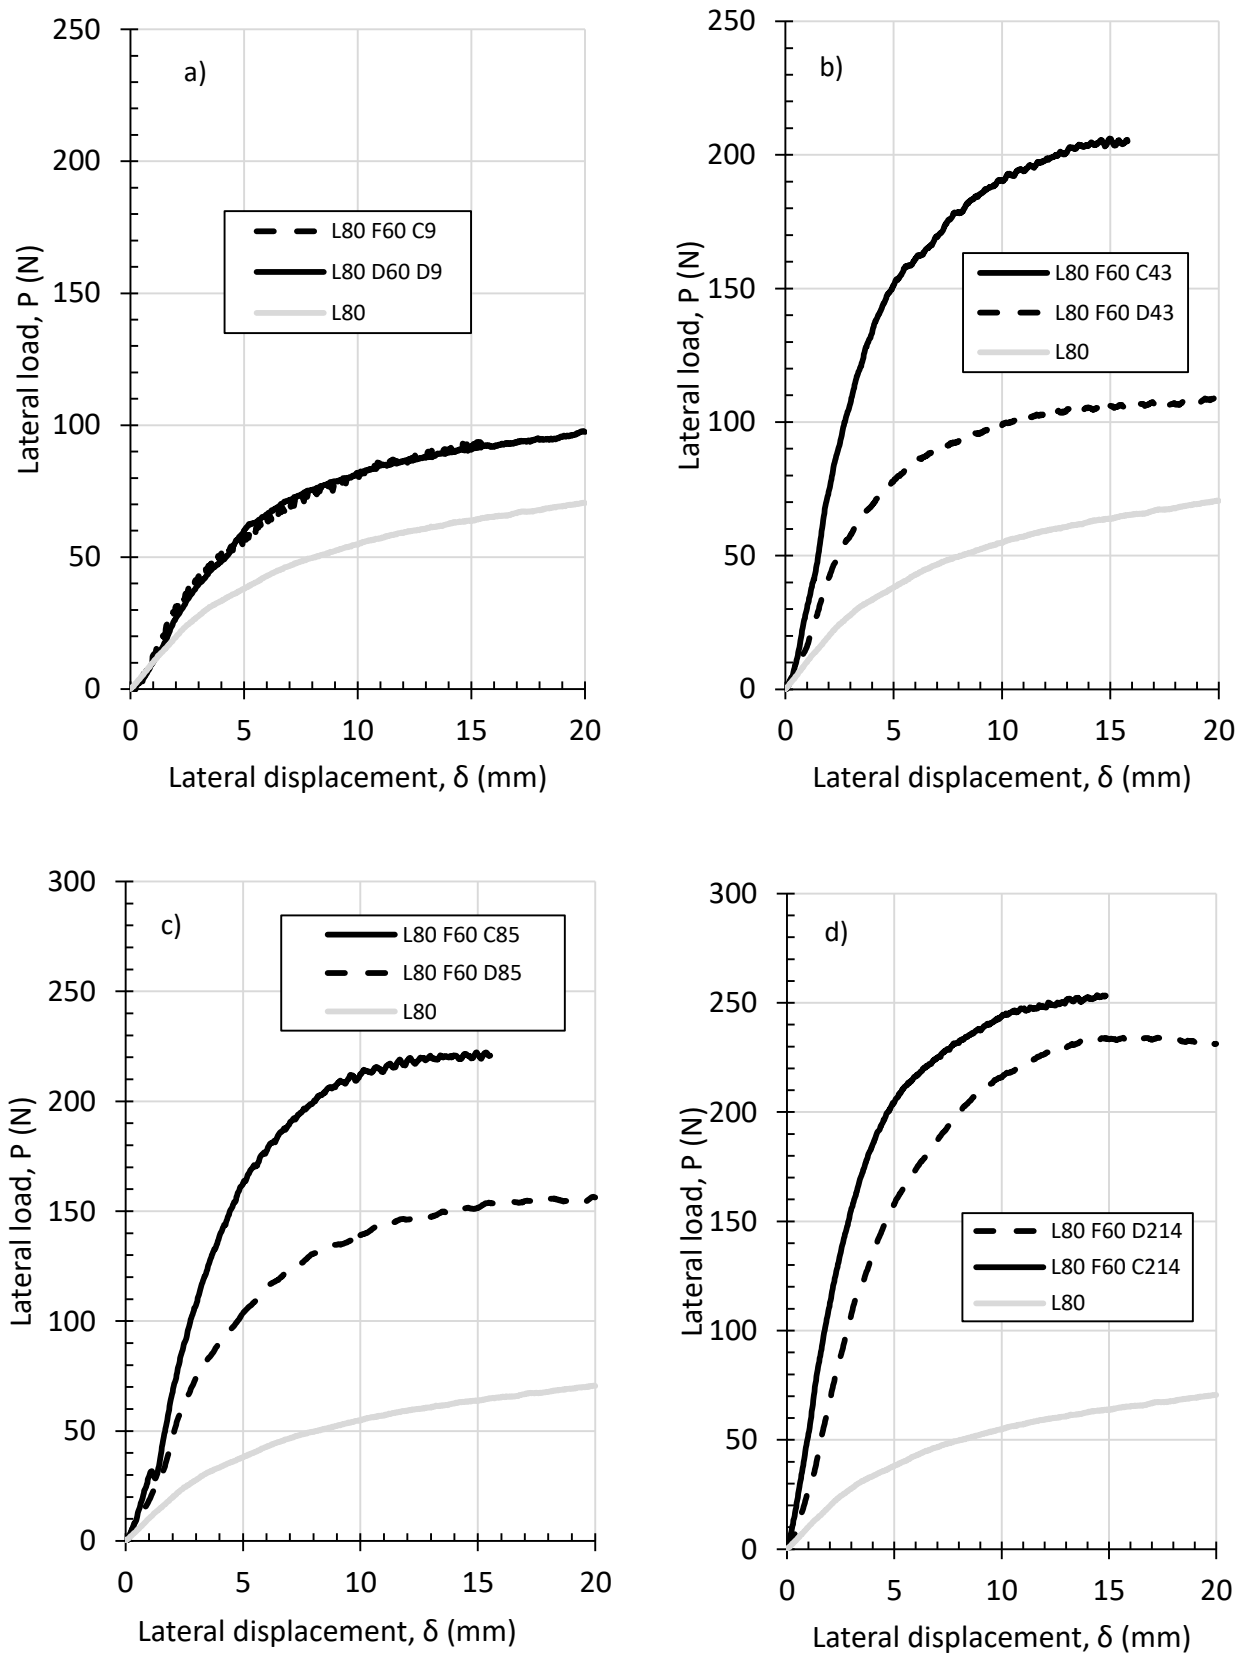 a)
250
200
150
100
50
0
Lateral load, P (N)
L80 F60 C9
L80 D60 D9
L80
0 5 10 15 20
Lateral displacement, δ (mm)
b)
250
200
150
100
50
0
Lateral load, P (N)
L80 F60 C43
L80 F60 D43
L80
0 5 10 15 20
Lateral displacement, δ (mm)
c)
300
250
200
150
100
50
0
Lateral load, P (N)
L80 F60 C85
L80 F60 D85
L80
0 5 10 15 20
Lateral displacement, δ (mm)
d)
300
250
200
150
100
50
0
Lateral load, P (N)
L80 F60 D214
L80 F60 C214
L80
0 5 10 15 20
Lateral displacement, δ (mm)